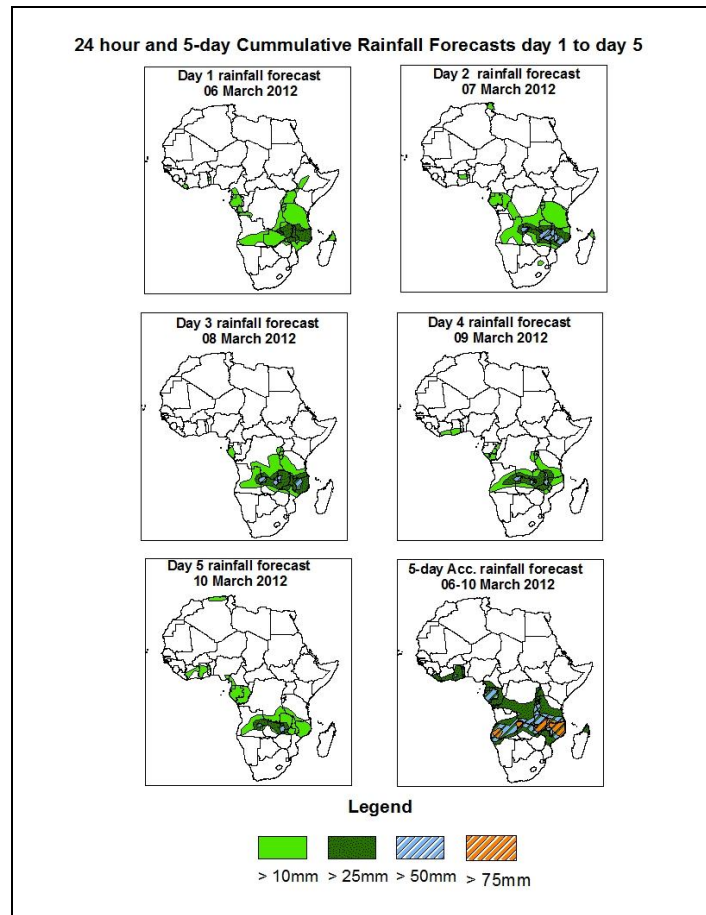 24 hour and 5-day Cummulative Rainfall Forecasts day 1 to day 5
Day 1 rainfall forecast
06 March 2012
Day 2 rainfall forecast
07 March 2012
Day 3 rainfall forecast
08 March 2012
Day 4 rainfall forecast
09 March 2012
Day 5 rainfall forecast
10 March 2012
5-day Acc. rainfall forecast
06-10 March 2012
Legend
> 10mm
> 25mm
> 50mm
> 75mm